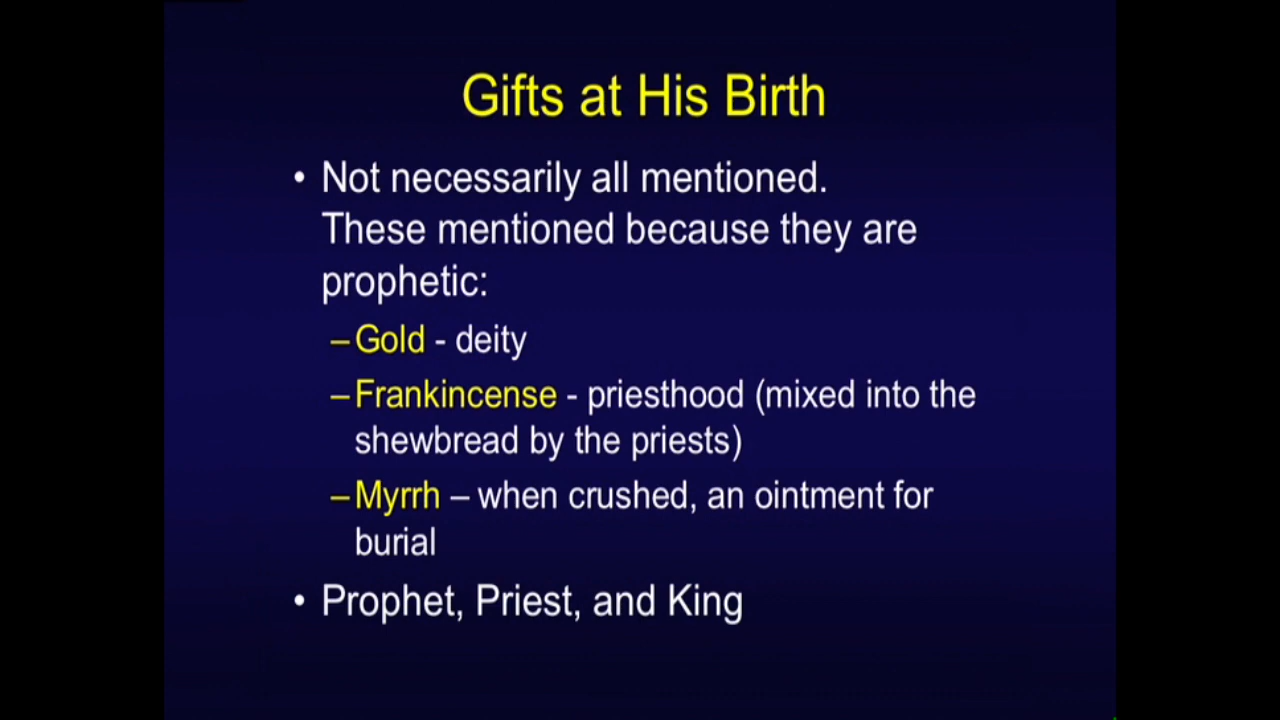 Gifts at His Birth
• Not necessarily all mentioned.
These mentioned because they are
prophetic:
–Gold - deity
–Frankincense - priesthood (mixed into the
shewbread by the priests)
–Myrrh – when crushed, an ointment for
burial
• Prophet, Priest, and King